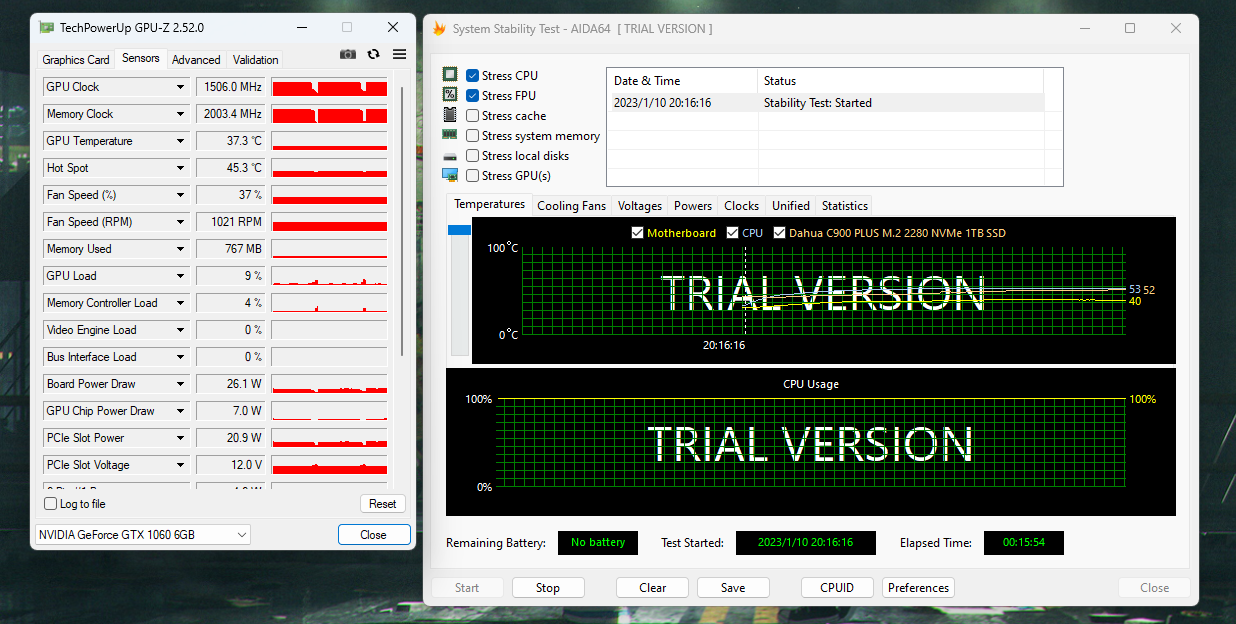 TechPowerUp GPU-Z 2.52.0
Graphics Card Sensors Advanced Validation
GPU Clock 1506.0 MHz
Memory Clock 2003.4 MHz
GPU Temperature 37.3 °C
Hot Spot 45.3 °C
Fan Speed (%) 37 %
Fan Speed (RPM) 1021 RPM
Memory Used 767 MB
GPU Load 9 %
Memory Controller Load 4 %
Video Engine Load 0 %
Bus Interface Load 0 %
Board Power Draw 26.1 W
GPU Chip Power Draw 7.0 W
PCIe Slot Power 20.9 W
PCIe Slot Voltage 12.0 V
Log to file Reset
NVIDIA GeForce GTX 1060 6GB Close
System Stability Test - AIDA64 [ TRIAL VERSION ]
Stress CPU
Stress FPU
Stress cache
Stress system memory
Stress local disks
Stress GPU(s)
Date & Time Status
2023/1/10 20:16:16 Stability Test: Started
Temperatures Cooling Fans Voltages Powers Clocks Unified Statistics
Motherboard CPU Dahua C900 PLUS M.2 2280 NVMe 1TB SSD
100°C
TRIAL VERSION
53 52
40
0°C
20:16:16
CPU Usage
100% 100%
TRIAL VERSION
0%
Remaining Battery: No battery Test Started: 2023/1/10 20:16:16 Elapsed Time: 00:15:54
Start Stop Clear Save CPUID Preferences Close